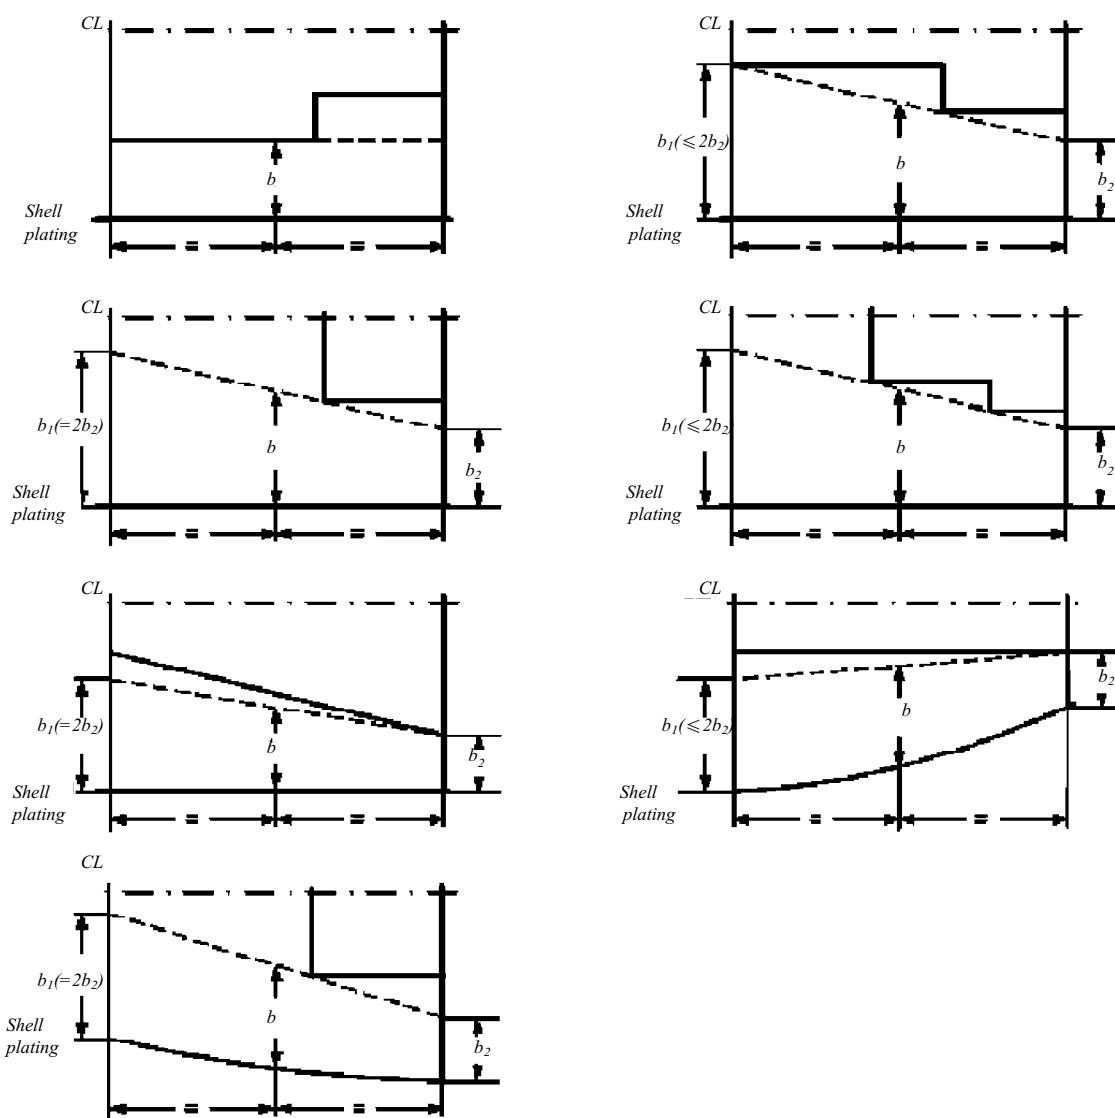 CL
b
Shell
plating
=
=
CL
b₁(≤2b₂)
b
b₂
Shell
plating
=
=
CL
b₁(=2b₂)
b
b₂
Shell
plating
=
=
CL
b₁(≤2b₂)
b
b₂
Shell
plating
=
=
CL
b₁(=2b₂)
b
b₂
Shell
plating
=
=
CL
b₂
b₁(≤2b₂)
b
Shell
plating
=
=
CL
b₁(=2b₂)
b
Shell
plating
b₂
=
=